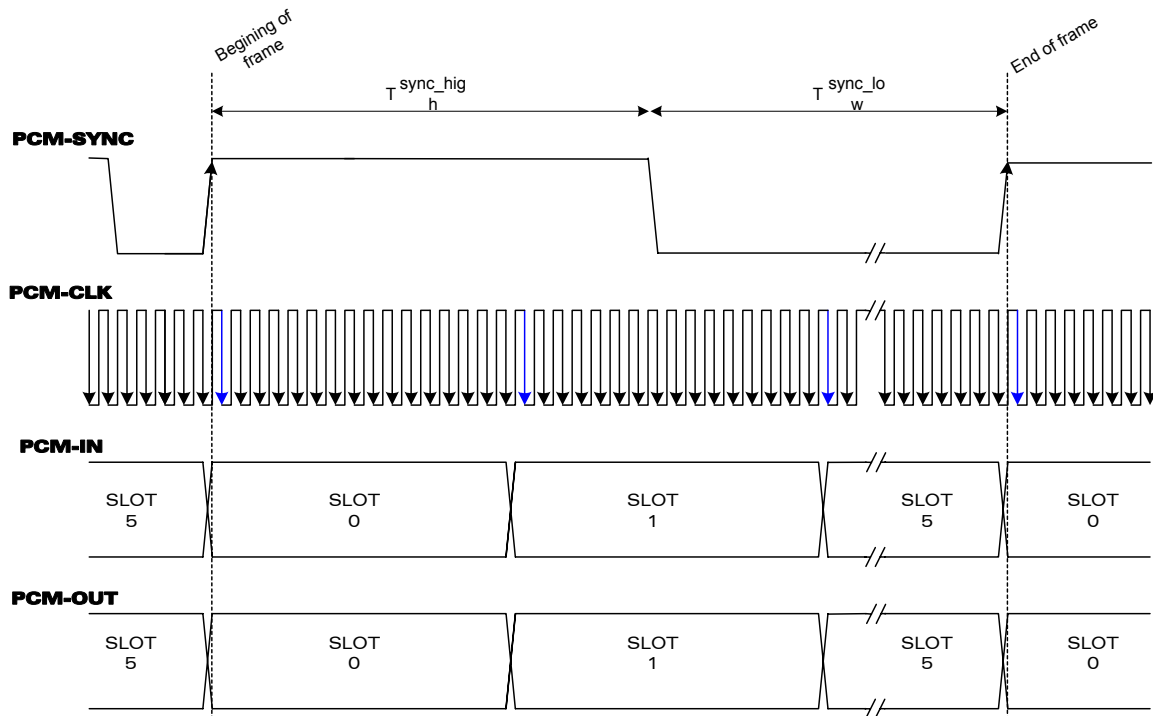 Begining of
frame
End of frame
T sync_hig
h
T sync_lo
w
PCM-SYNC
PCM-CLK
PCM-IN
SLOT
5
SLOT
0
SLOT
1
SLOT
5
SLOT
0
PCM-OUT
SLOT
5
SLOT
0
SLOT
1
SLOT
5
SLOT
0